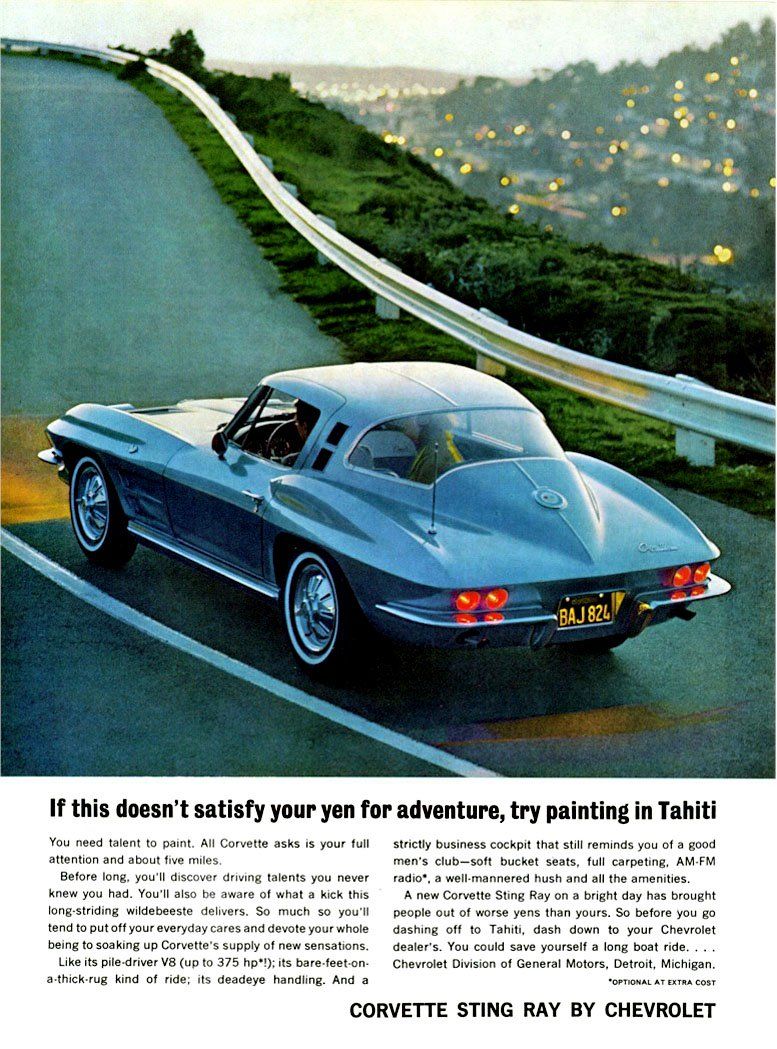 Corvette
BAJ 824
If this doesn't satisfy your yen for adventure, try painting in Tahiti
You need talent to paint. All Corvette asks is your full
attention and about five miles.
Before long, you'll discover driving talents you never
knew you had. You'll also be aware of what a kick this
long-striding wildebeeste delivers. So much so you'll
tend to put off your everyday cares and devote your whole
being to soaking up Corvette's supply of new sensations.
Like its pile-driver V8 (up to 375 hp*!); its bare-feet-on-
a-thick-rug kind of ride; its deadeye handling. And a
strictly business cockpit that still reminds you of a good
men's club—soft bucket seats, full carpeting, AM-FM
radio*, a well-mannered hush and all the amenities.
A new Corvette Sting Ray on a bright day has brought
people out of worse yens than yours. So before you go
dashing off to Tahiti, dash down to your Chevrolet
dealer's. You could save yourself a long boat ride. . . .
Chevrolet Division of General Motors, Detroit, Michigan.
*OPTIONAL AT EXTRA COST
CORVETTE STING RAY BY CHEVROLET